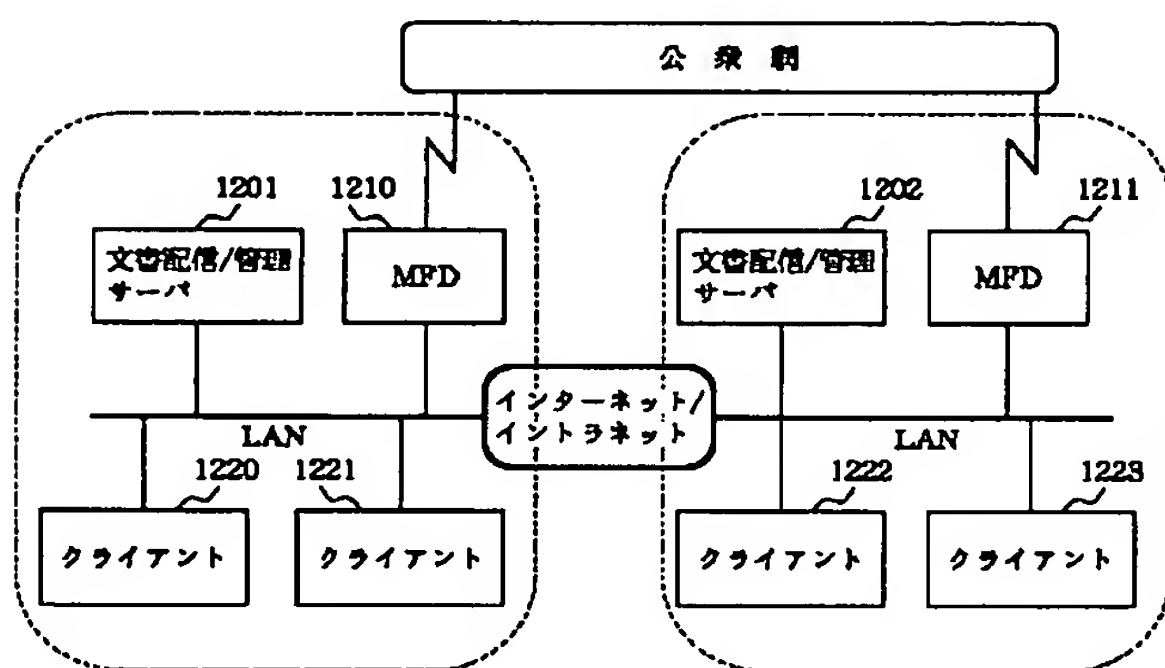 公衆網
1201
1210
1202
1211
文書配信/管理
サーバ
MFD
文書配信/管理
サーバ
MFD
インターネット/
イントラネット
LAN
LAN
1220
1221
1222
1223
クライアント
クライアント
クライアント
クライアント